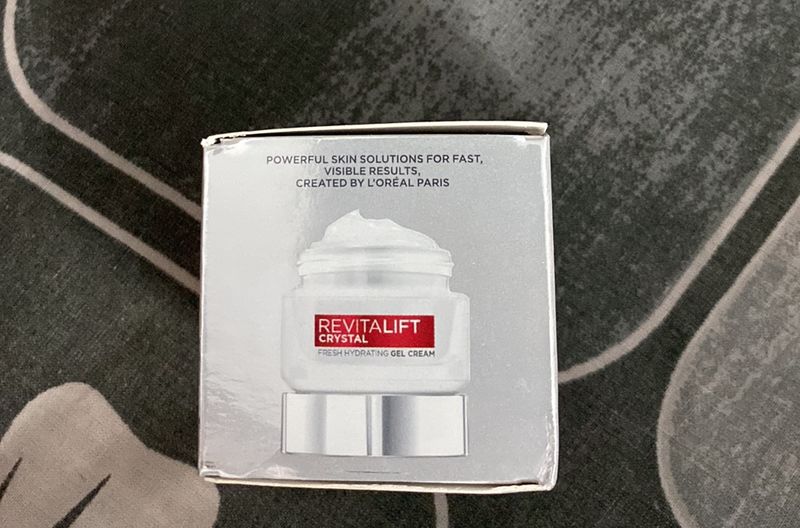 POWERFUL SKIN SOLUTIONS FOR FAST,
VISIBLE RESULTS,
CREATED BY L'ORÉAL PARIS
REVITALIFT
CRYSTAL
FRESH HYDRATING GEL CREAM